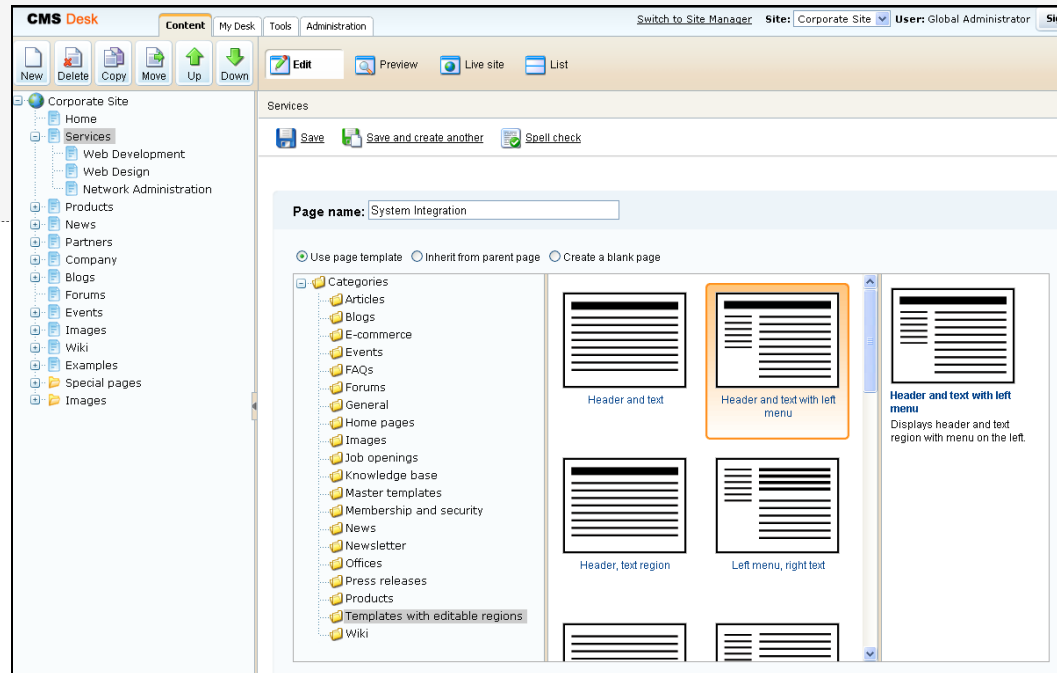 CMS Desk Content My Desk Tools Administration Switch to Site Manager Site: Corporate Site User: Global Administrator
New Delete Copy Move Up Down Edit Preview Live site List
Corporate Site
Home
Services
Web Development
Web Design
Network Administration
Products
News
Partners
Company
Blogs
Forums
Events
Images
Wiki
Examples
Special pages
Images
Services
Save Save and create another Spell check
Page name: System Integration
Use page template Inherit from parent page Create a blank page
Categories
Articles
Blogs
E-commerce
Events
FAQs
Forums
General
Home pages
Images
Job openings
Knowledge base
Master templates
Membership and security
News
Newsletter
Offices
Press releases
Products
Templates with editable regions
Wiki
Header and text
Header and text with left
menu
Header, text region
Left menu, right text
Header and text with left
menu
Displays header and text
region with menu on the left.